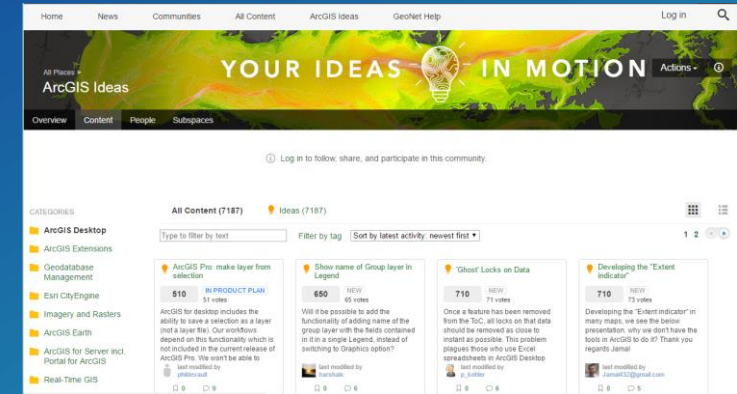 Home News Communities All Content ArcGIS Ideas GeoNet Help Log in
YOUR IDEAS IN MOTION
All Places
ArcGIS Ideas
Actions
Overview Content People Subspaces
Log in to follow, share, and participate in this community.
CATEGORIES
ArcGIS Desktop
ArcGIS Extensions
Geodatabase
Management
Esri CityEngine
Imagery and Rasters
ArcGIS Earth
ArcGIS for Server incl.
Portal for ArcGIS
Real-Time GIS
All Content (7187) Ideas (7187)
Type to filter by text Filter by tag Sort by latest activity: newest first 1 2
ArcGIS Pro: make layer from
selection
510 IN PRODUCT PLAN
51 votes
ArcGIS for desktop includes the
ability to save a selection as a layer
(not a layer file). Our workflows
depend on this functionality which is
not included in the current release of
ArcGIS Pro. We won't be able to
last modified by
phildevault
0 9
Show name of Group layer in
Legend
650 NEW
65 votes
Will it be possible to add the
functionality of adding name of the
group layer with the fields contained
in it in a single Legend, instead of
switching to Graphics option?
last modified by
harshalk
0 6
'Ghost' Locks on Data
710 NEW
71 votes
Once a feature has been removed
from the ToC, all locks on that data
should be removed as close to
instant as possible. This problem
plagues those who use Excel
spreadsheets in ArcGIS Desktop
last modified by
p_kohler
0 6
Developing the "Extent
indicator"
710 NEW
73 votes
Developing the "Extent indicator" in
many maps, we see the below
presentation. why we don't have the
tools in ArcGIS to do it? Thank you
regards Jamal
last modified by
Jamal432@gmail.com
0 5